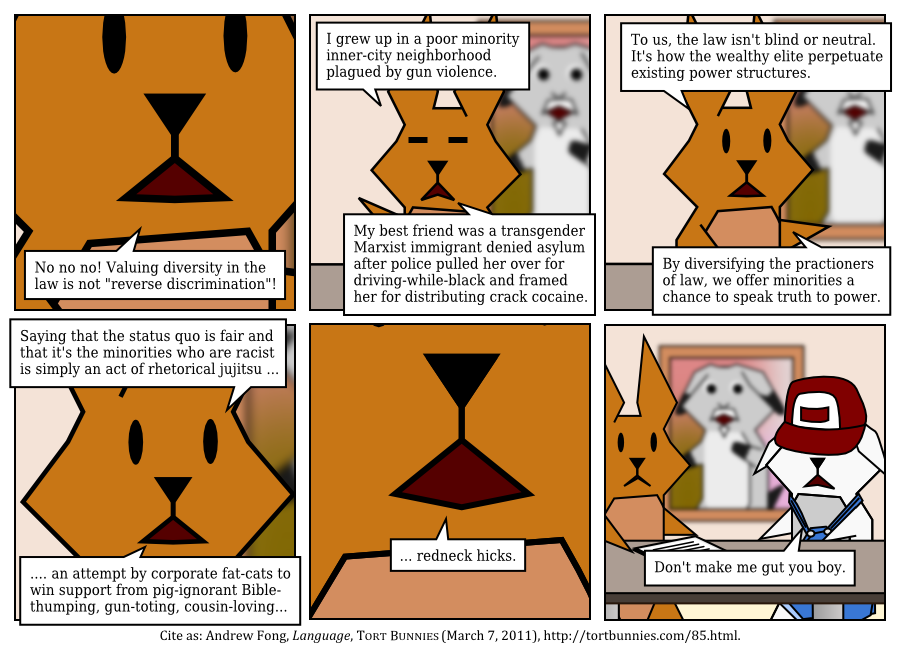 No no no! Valuing diversity in the
law is not "reverse discrimination"!
I grew up in a poor minority
inner-city neighborhood
plagued by gun violence.
My best friend was a transgender
Marxist immigrant denied asylum
after police pulled her over for
driving-while-black and framed
her for distributing crack cocaine.
To us, the law isn't blind or neutral.
It's how the wealthy elite perpetuate
existing power structures.
By diversifying the practioners
of law, we offer minorities a
chance to speak truth to power.
Saying that the status quo is fair and
that it's the minorities who are racist
is simply an act of rhetorical jujitsu ...
.... an attempt by corporate fat-cats to
win support from pig-ignorant Bible-
thumping, gun-toting, cousin-loving...
... redneck hicks.
Don't make me gut you boy.
Cite as: Andrew Fong, Language, Tort Bunnies (March 7, 2011), http://tortbunnies.com/85.html.